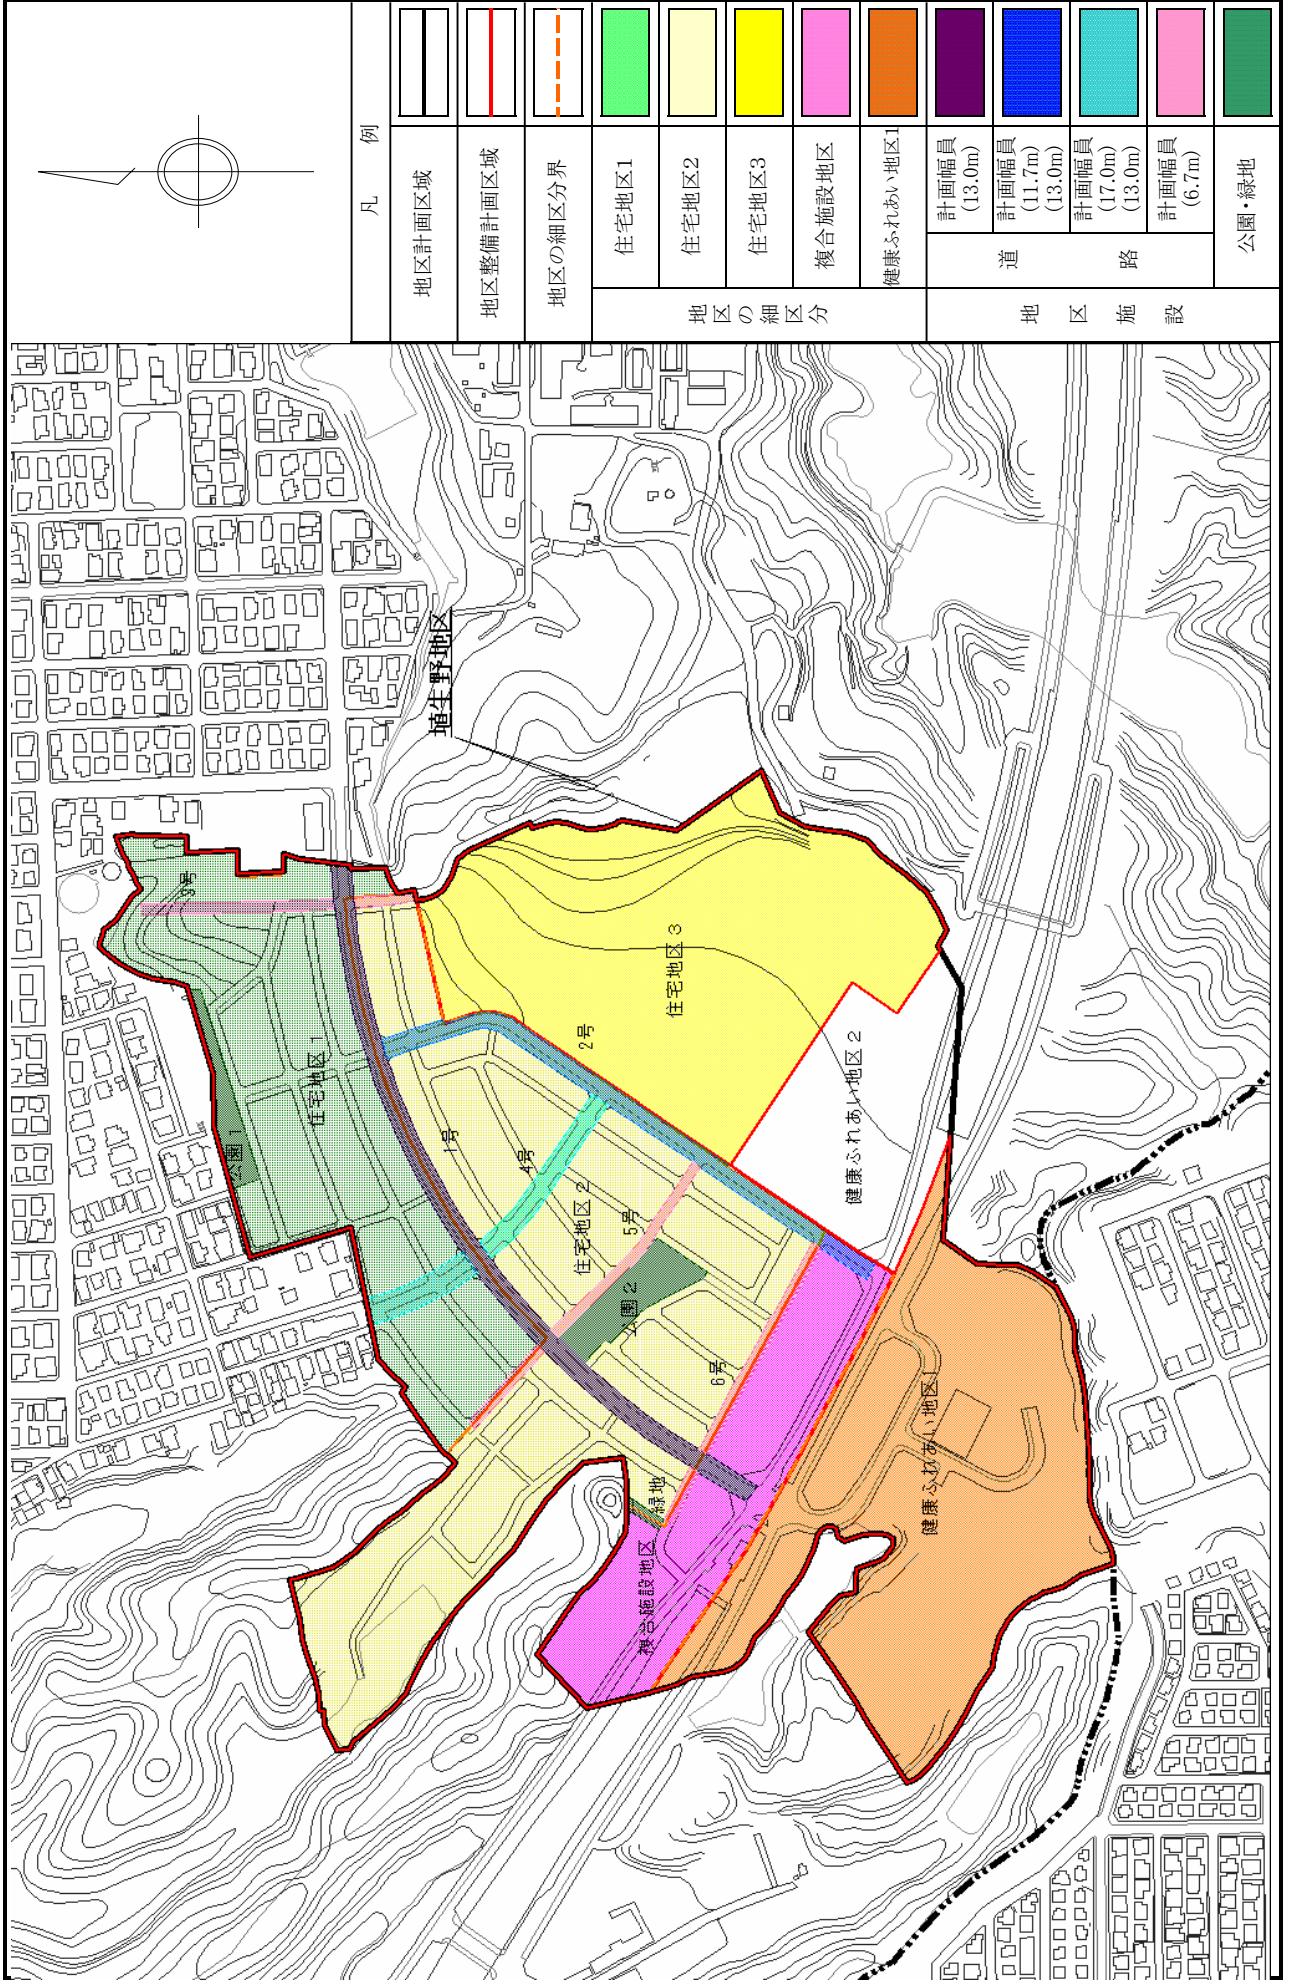 凡例
地区計画区域
地区整備計画区域
地区の細区分界
地区の細区分
住宅地区1
住宅地区2
住宅地区3
複合施設地区
健康ふれあい地区1
地区施設
道路
計画幅員
(13.0m)
計画幅員
(11.7m)
(13.0m)
計画幅員
(17.0m)
(13.0m)
計画幅員
(6.7m)
公園・緑地
埴生野地区
住宅地区1
公園1
1号
2号
4号
5号
6号
住宅地区2
公園2
住宅地区3
健康ふれあい地区2
緑地
複合施設地区
健康ふれあい地区1